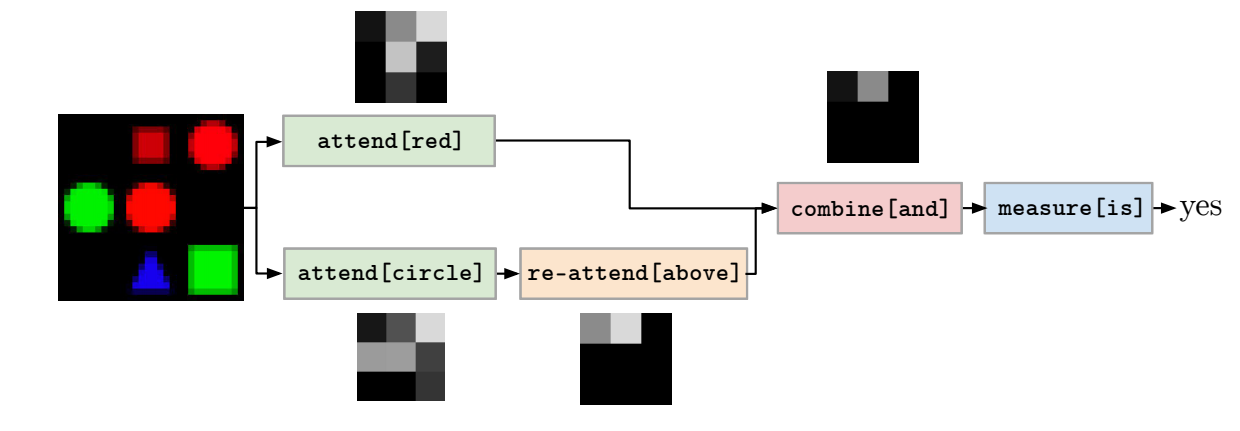 attend[red]
combine[and]
measure[is]
yes
attend[circle]
re-attend[above]